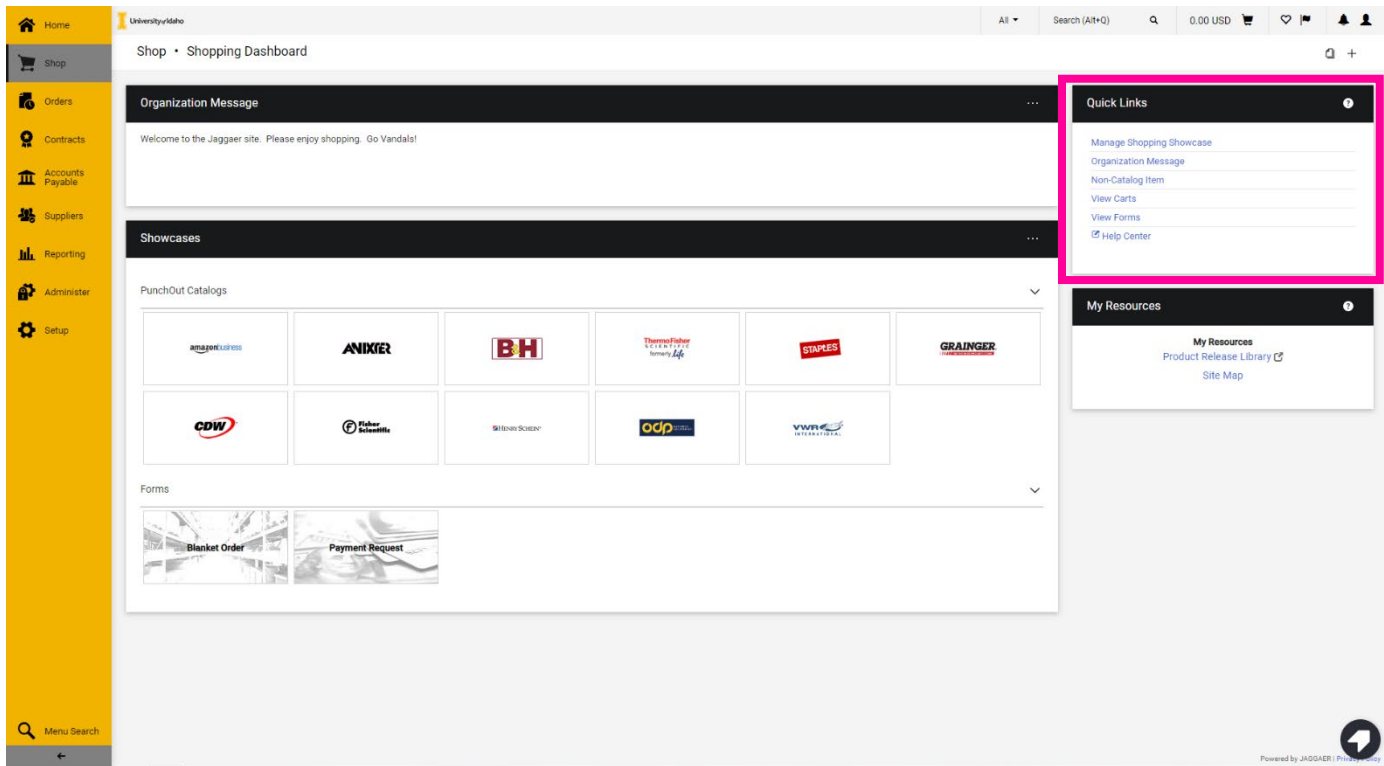 Home
Shop
Orders
Contracts
Accounts
Payable
Suppliers
Reporting
Administer
Setup
Menu Search
University of Idaho
All
Search (Alt+Q)
0.00 USD
Shop • Shopping Dashboard
Organization Message
Welcome to the Jaggaer site. Please enjoy shopping. Go Vandals!
Showcases
PunchOut Catalogs
amazon business
ANIXTER
B&H
ThermoFisher
SCIENTIFIC
formerly Life
STAPLES
GRAINGER
CDW
Fisher
Scientific
HENRY SCHEIN
odp
VWR
INTERNATIONAL
Forms
Blanket Order
Payment Request
Quick Links
Manage Shopping Showcase
Organization Message
Non-Catalog Item
View Carts
View Forms
Help Center
My Resources
My Resources
Product Release Library
Site Map
Powered by JAGGAER | Privacy Policy